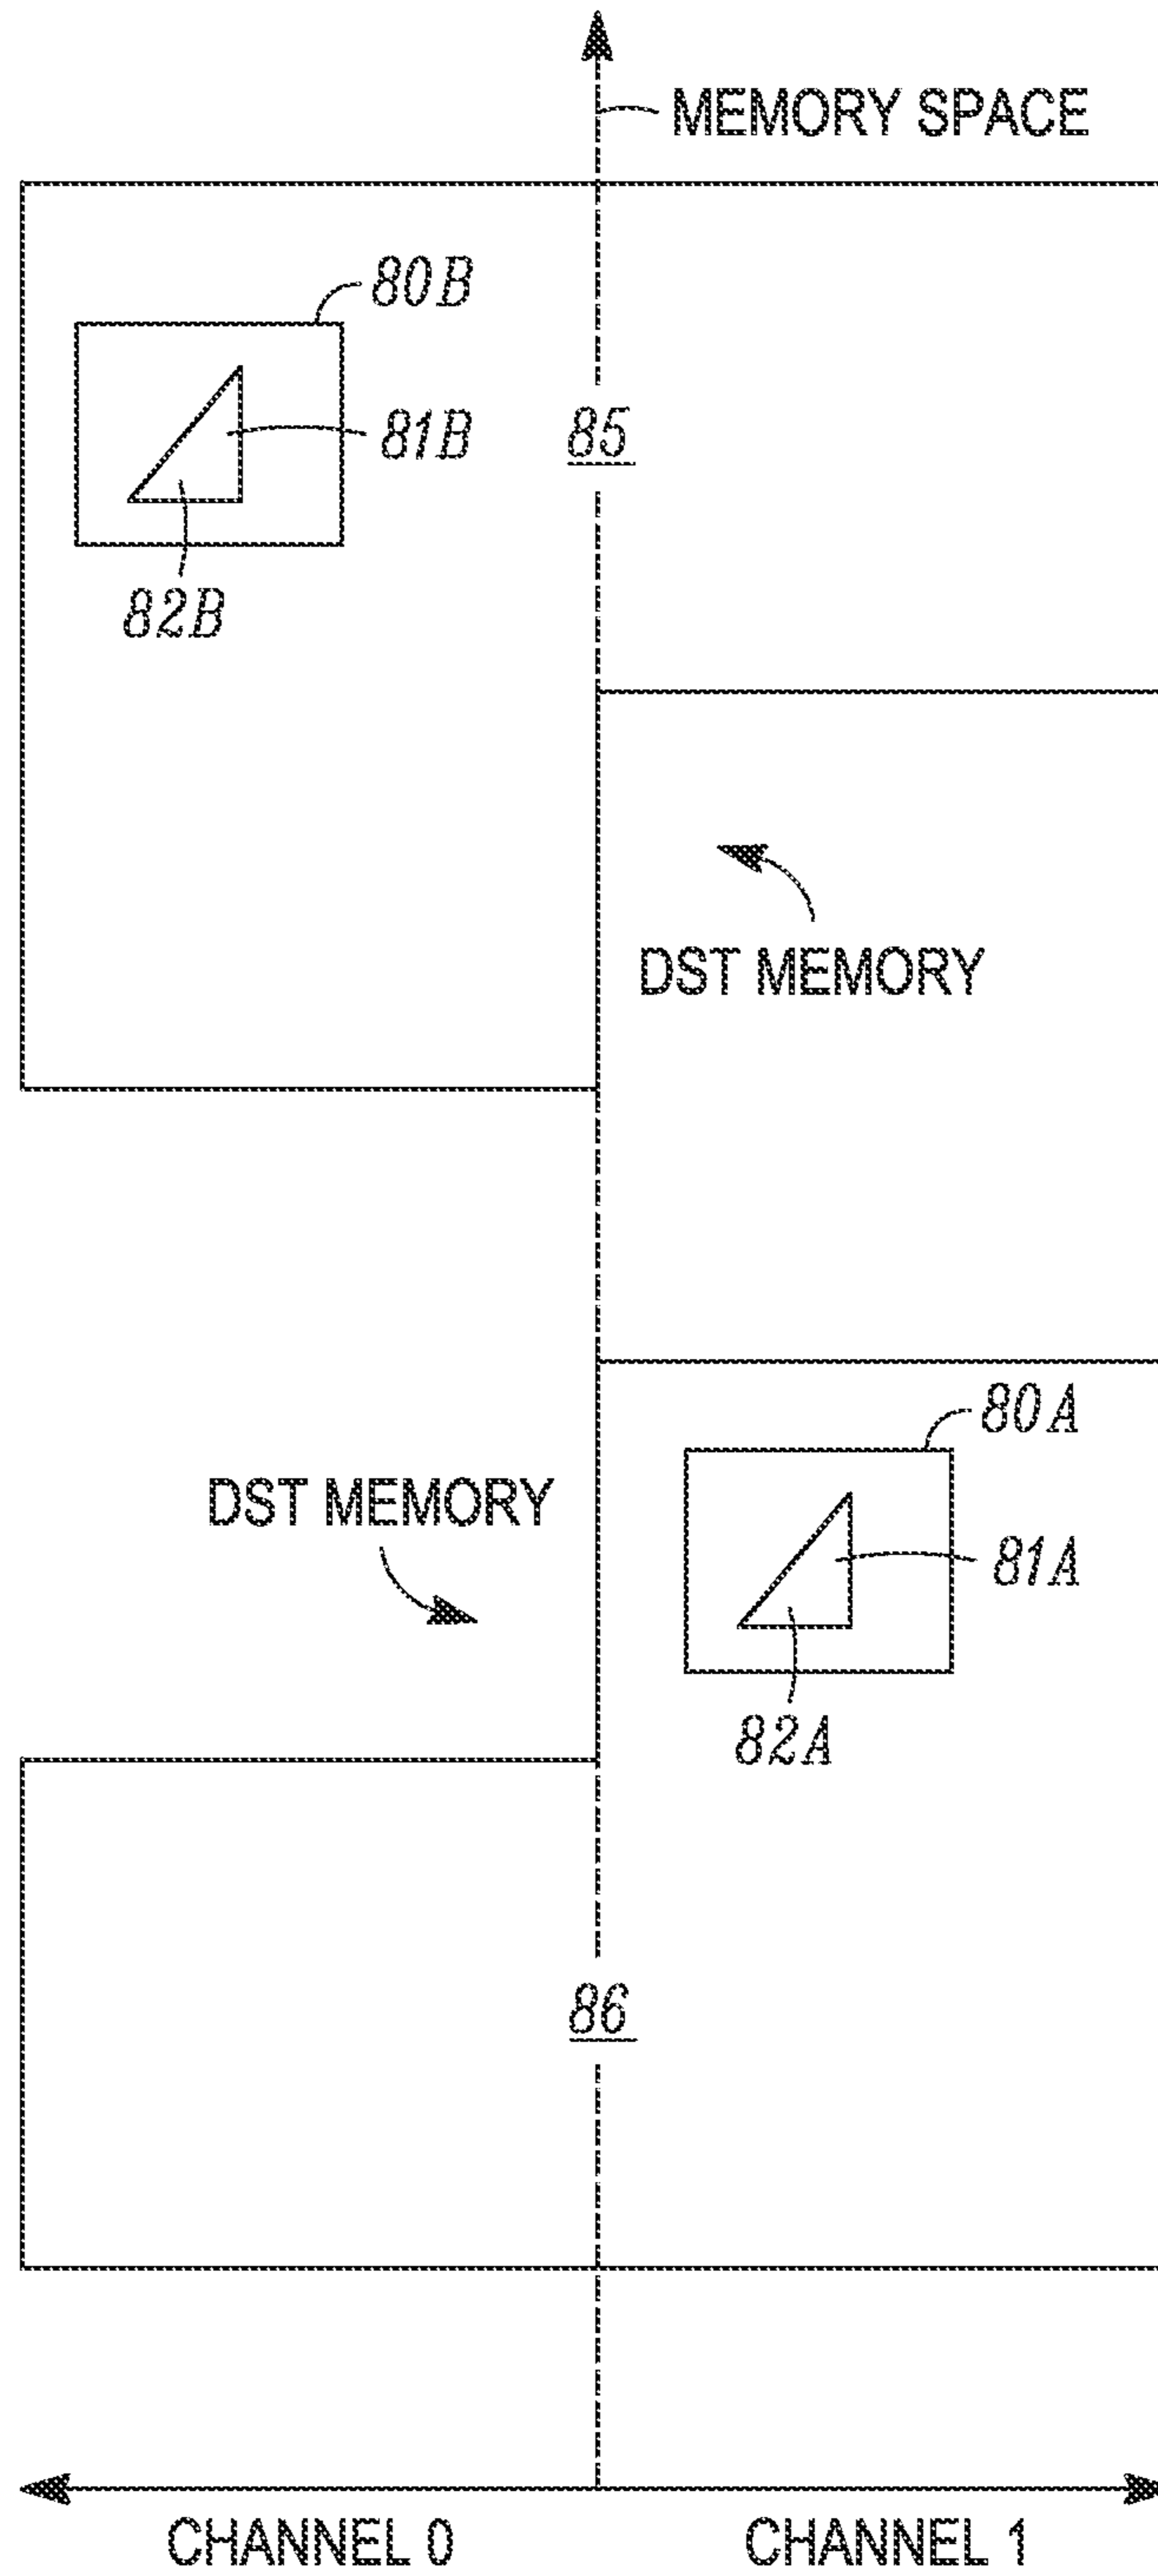 MEMORY SPACE
80B
81B
85
82B
DST MEMORY
80A
DST MEMORY
81A
82A
86
CHANNEL 0
CHANNEL 1